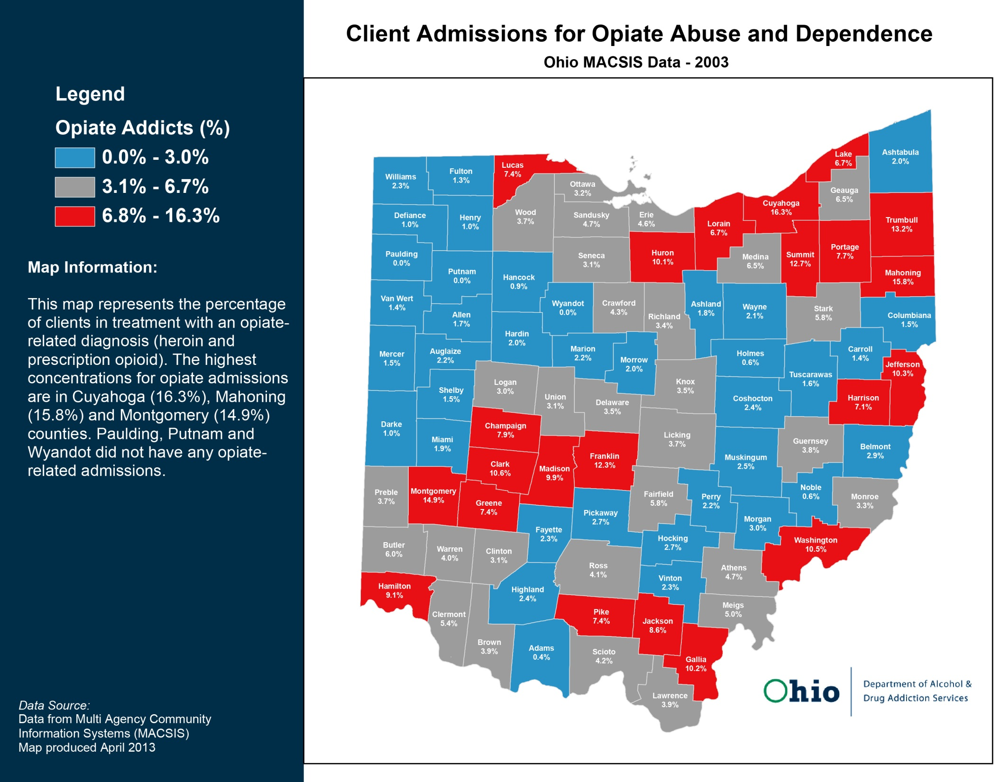 Client Admissions for Opiate Abuse and Dependence
Ohio MACSIS Data - 2003
Legend
Opiate Addicts (%)
0.0% - 3.0%
3.1% - 6.7%
6.8% - 16.3%
Map Information:
This map represents the percentage
of clients in treatment with an opiate-
related diagnosis (heroin and
prescription opioid). The highest
concentrations for opiate admissions
are in Cuyahoga (16.3%), Mahoning
(15.8%) and Montgomery (14.9%)
counties. Paulding, Putnam and
Wyandot did not have any opiate-
related admissions.
Data Source:
Data from Multi Agency Community
Information Systems (MACSIS)
Map produced April 2013
Ashtabula
2.0%
Lake
6.7%
Lucas
7.4%
Fulton
1.3%
Williams
2.3%
Ottawa
3.2%
Geauga
6.5%
Cuyahoga
16.3%
Wood
3.7%
Sandusky
4.7%
Erie
4.6%
Defiance
1.0%
Henry
1.0%
Lorain
6.7%
Trumbull
13.2%
Portage
7.7%
Huron
10.1%
Summit
12.7%
Medina
6.5%
Seneca
3.1%
Paulding
0.0%
Putnam
0.0%
Hancock
0.9%
Mahoning
15.8%
Van Wert
1.4%
Wyandot
0.0%
Crawford
4.3%
Ashland
1.8%
Wayne
2.1%
Stark
5.8%
Allen
1.7%
Richland
3.4%
Columbiana
1.5%
Hardin
2.0%
Marion
2.2%
Carroll
1.4%
Auglaize
2.2%
Mercer
1.5%
Holmes
0.6%
Morrow
2.0%
Jefferson
10.3%
Tuscarawas
1.6%
Logan
3.0%
Knox
3.5%
Shelby
1.5%
Union
3.1%
Delaware
3.5%
Coshocton
2.4%
Harrison
7.1%
Darke
1.0%
Champaign
7.9%
Licking
3.7%
Miami
1.9%
Guernsey
3.8%
Belmont
2.9%
Franklin
12.3%
Muskingum
2.5%
Clark
10.6%
Madison
9.9%
Noble
0.6%
Preble
3.7%
Montgomery
14.9%
Fairfield
5.8%
Perry
2.2%
Monroe
3.3%
Greene
7.4%
Pickaway
2.7%
Morgan
3.0%
Fayette
2.3%
Hocking
2.7%
Washington
10.5%
Butler
6.0%
Warren
4.0%
Clinton
3.1%
Ross
4.1%
Athens
4.7%
Vinton
2.3%
Hamilton
9.1%
Highland
2.4%
Meigs
5.0%
Clermont
5.4%
Pike
7.4%
Jackson
8.6%
Brown
3.9%
Adams
0.4%
Scioto
4.2%
Gallia
10.2%
Lawrence
3.9%
Ohio
Department of Alcohol &
Drug Addiction Services